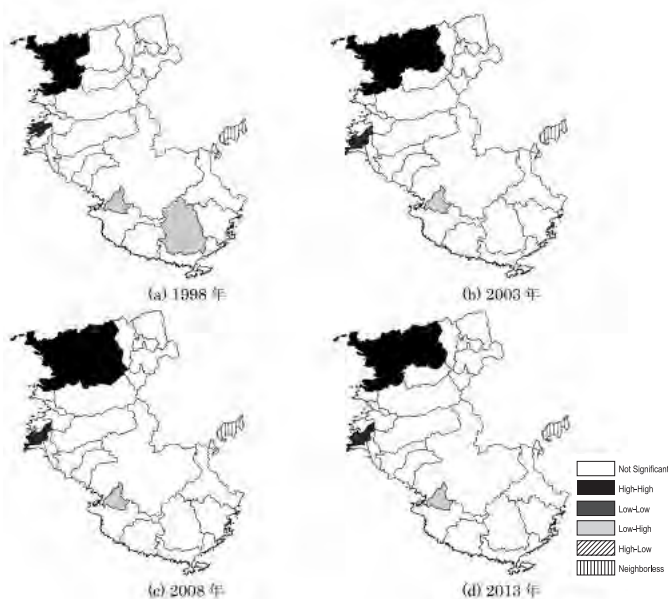 (a) 1998 年
(b) 2003 年
(c) 2008 年
(d) 2013 年
Not Significant
High-High
Low-Low
Low-High
High-Low
Neighborless